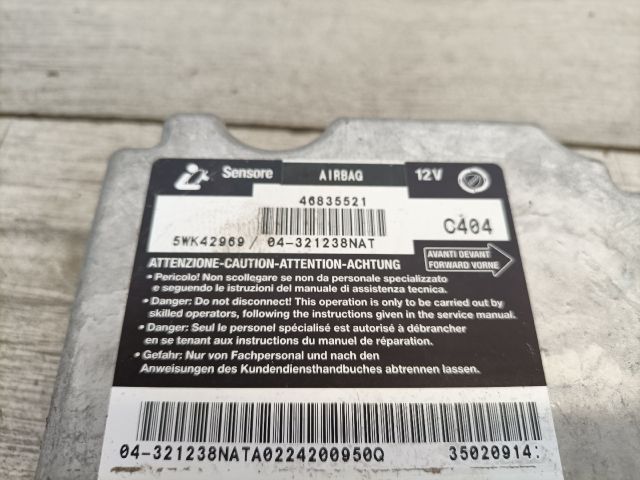 Sensore AIRBAG 12V
46835521
5WK42969 / 04-321238NAT C404
ATTENZIONE-CAUTION-ATTENTION-ACHTUNG
AVANTI DEVANT
FORWARD VORNE
• Pericolo! Non scollegare se non da personale specializzato
e seguendo le istruzioni del manuale di assistenza tecnica.
• Danger: Do not disconnect! This operation is only to be carried out by
skilled operators, following the instructions given in the service manual.
• Danger: Seul le personel spécialisé est autorisé à débrancher
en se tenant aux instructions du manuel de réparation.
• Gefahr: Nur von Fachpersonal und nach den
Anweisungen des Kundendiensthandbuches abtrennen lassen.
04-321238NATA0224200950Q 35020914: